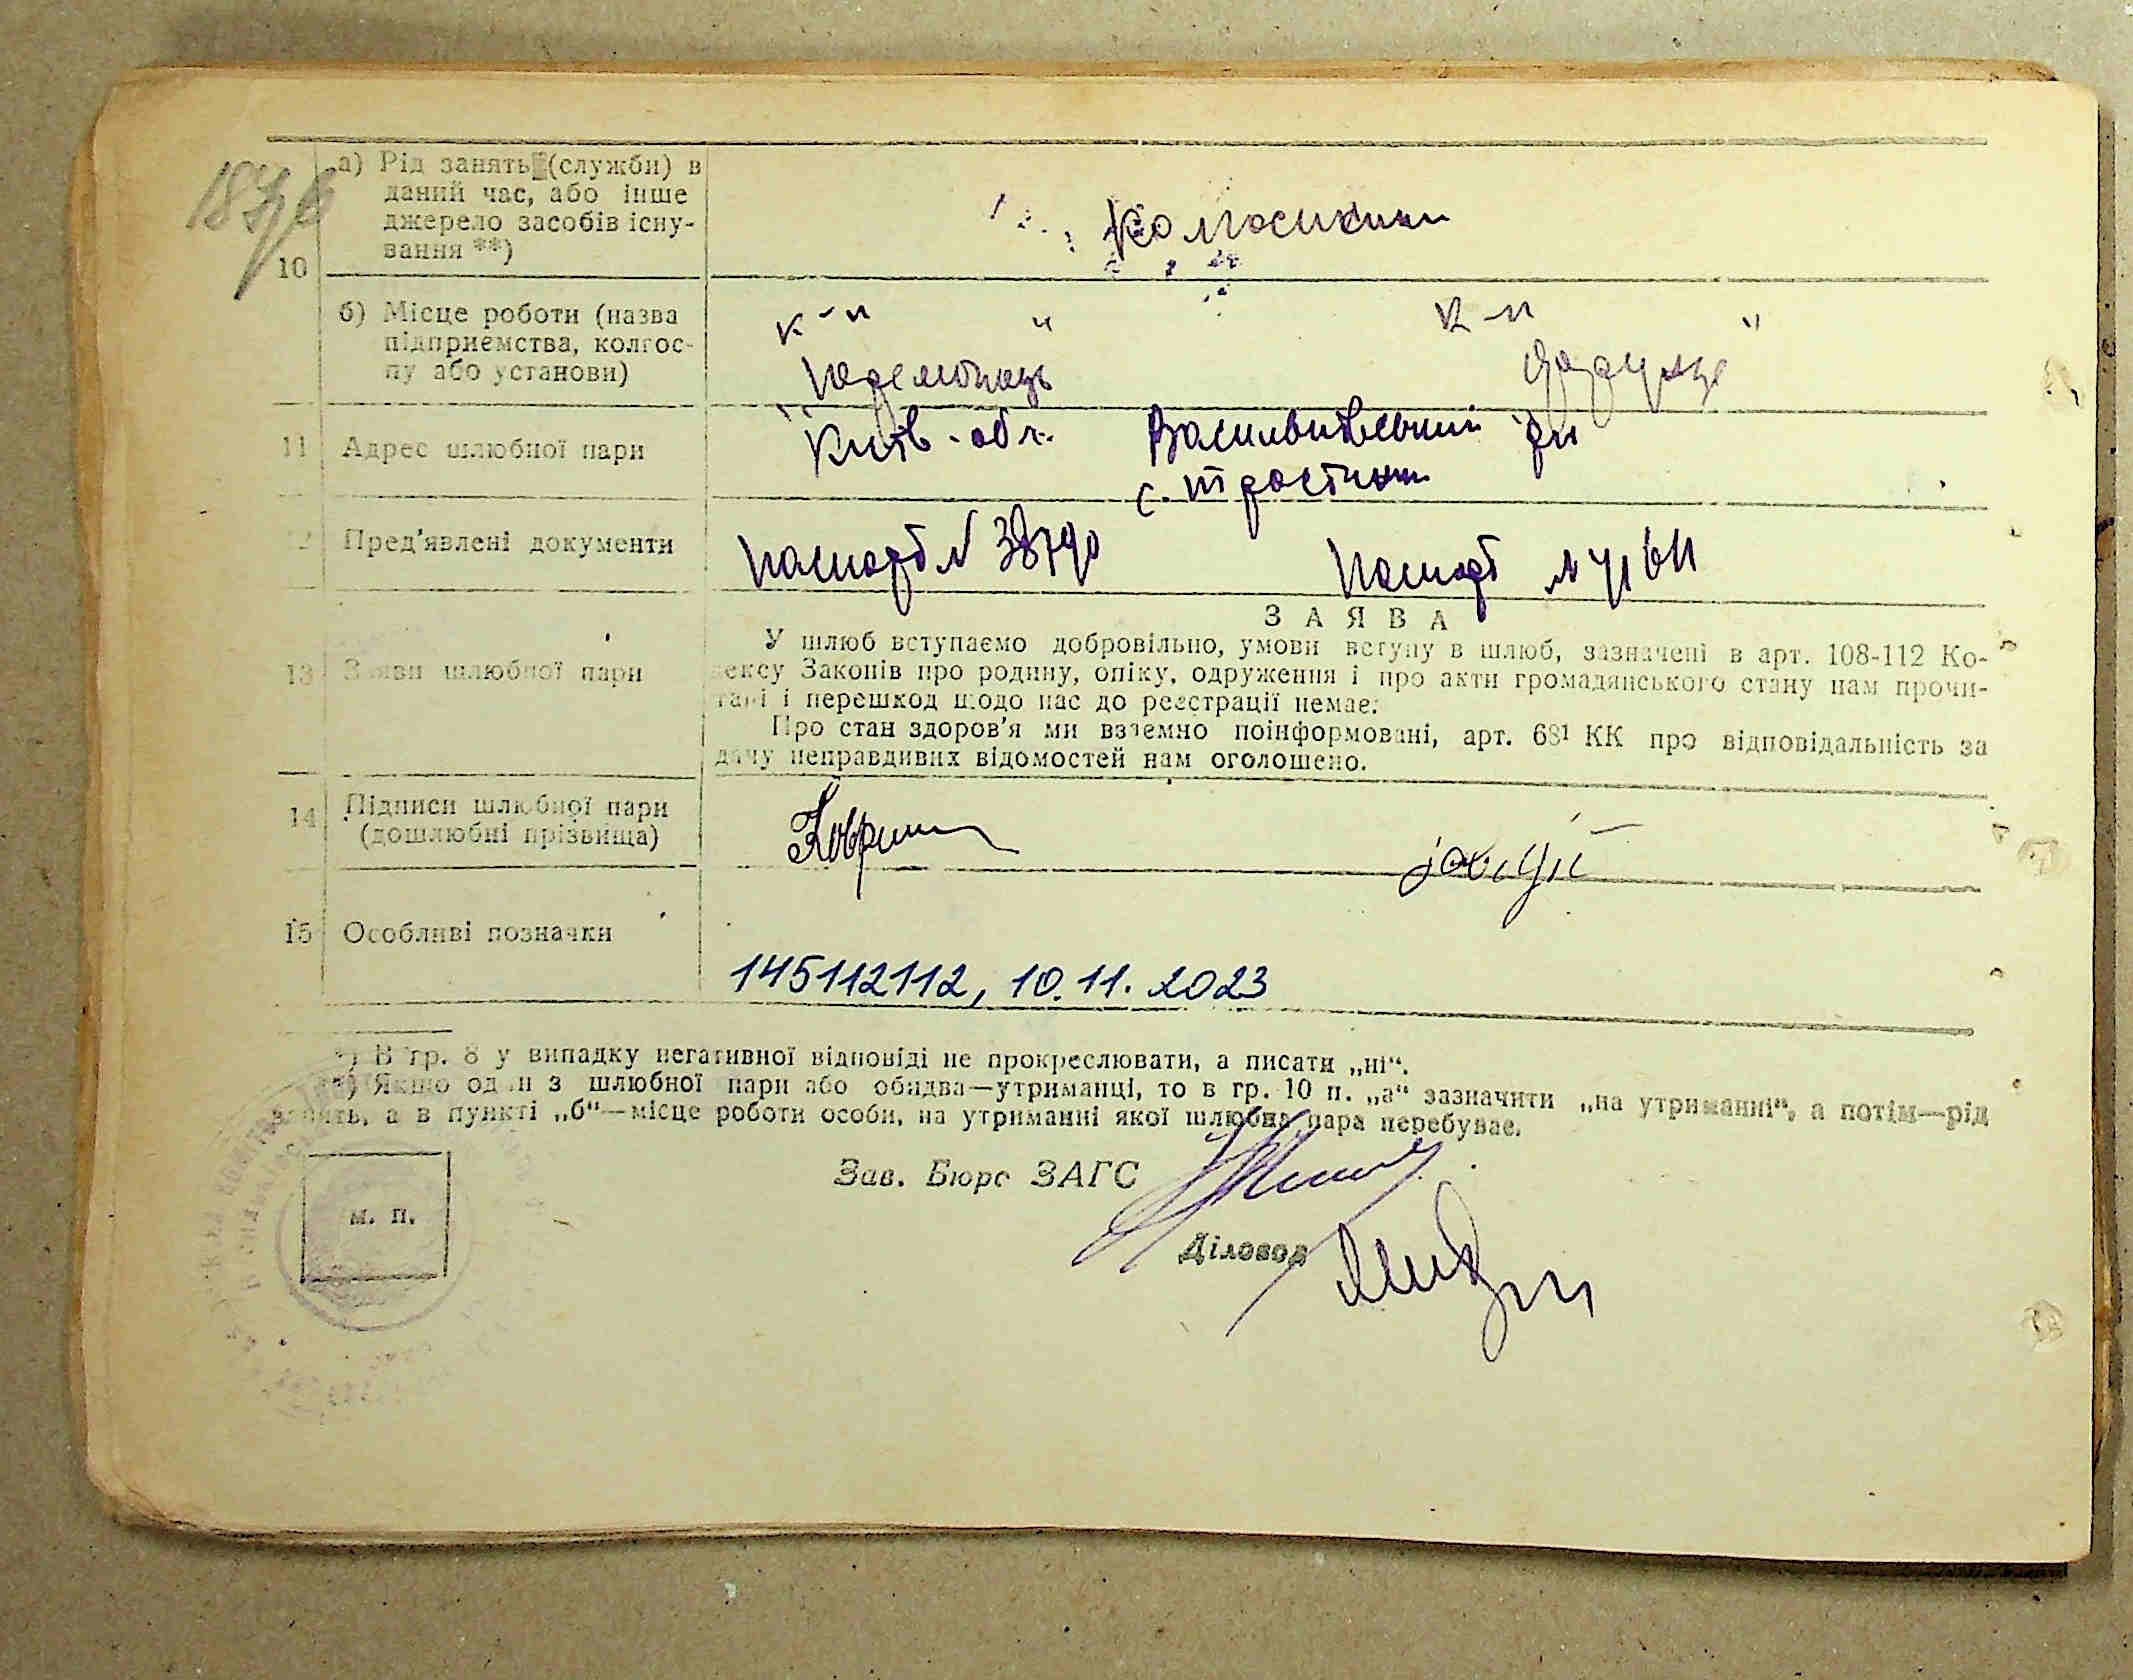 10
а) Рід занять (служби) в
даний час, або інше
джерело засобів існу-
вання **)
б) Місце роботи (назва
підприємства, колгос-
пу або установи)
к-п " к-п "
11 Адрес шлюбної пари
Київ. обл. Васильківський рн
с. Тростинка
12 Пред'явлені документи
Паспорт N 38790 Паспорт N 71611
ЗАЯВА
13 Заяви шлюбної пари
У шлюб вступаємо добровільно, умови вступу в шлюб, зазначені в арт. 108-112 Ко-
дексу Законів про родину, опіку, одруження і про акти громадянського стану нам прочи-
тані і перешкод щодо нас до реєстрації немає.
Про стан здоров'я ми взаємно поінформовані, арт. 68¹ КК про відповідальність за
дачу неправдивих відомостей нам оголошено.
14 Підписи шлюбної пари
(дошлюбні прізвища)
15 Особливі позначки
145112112, 10.11.2023
*) В гр. 8 у випадку негативної відповіді не прокреслювати, а писати „ні“.
**) Якщо один з шлюбної пари або обидва—утриманці, то в гр. 10 п. „а“ зазначити „на утриманні“, а потім—рід
занять, а в пункті „б“—місце роботи особи, на утриманні якої шлюбна пара перебуває.
Зав. Бюро ЗАГС
м. п.
Діловод